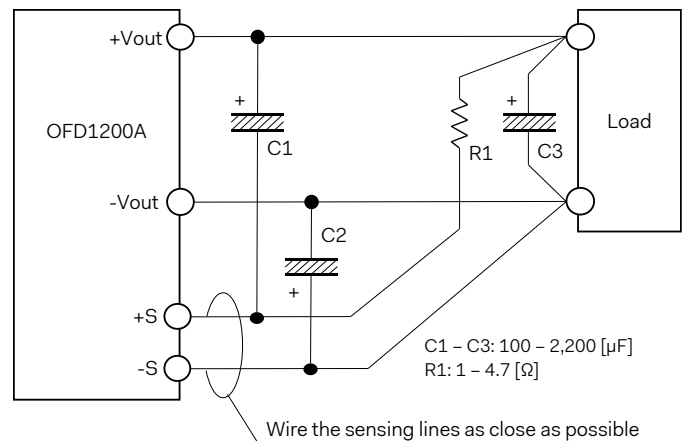 +Vout
+
+
OFD1200A
Load
C1
R1
C3
-Vout
C2
+
+S
C1 – C3: 100 – 2,200 [µF]
-S
R1: 1 – 4.7 [Ω]
Wire the sensing lines as close as possible